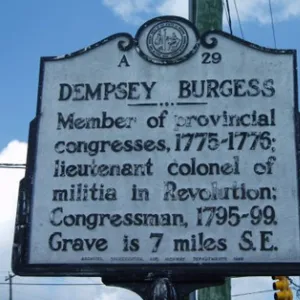 A 29
DEMPSEY BURGESS
Member of provincial
congresses, 1775-1776;
lieutenant colonel of
militia in Revolution;
Congressman, 1795-99.
Grave is 7 miles S.E.